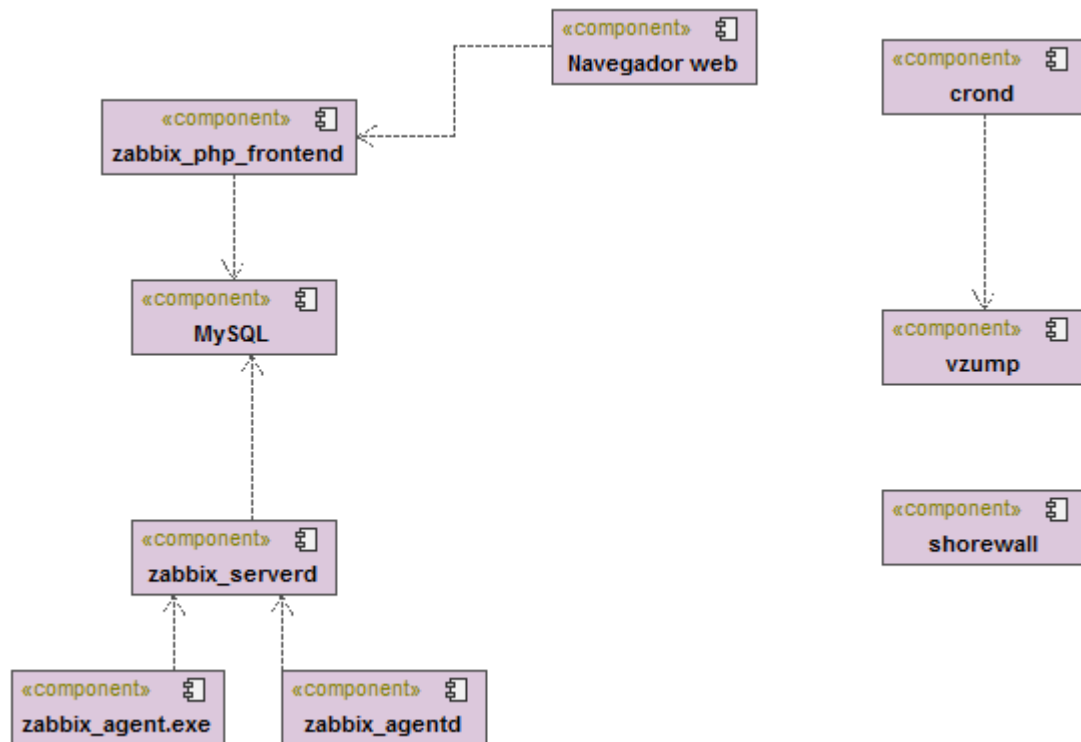 «component»
Navegador web
«component»
crond
«component»
zabbix_php_frontend
«component»
MySQL
«component»
vzump
«component»
shorewall
«component»
zabbix_serverd
«component»
zabbix_agent.exe
«component»
zabbix_agentd